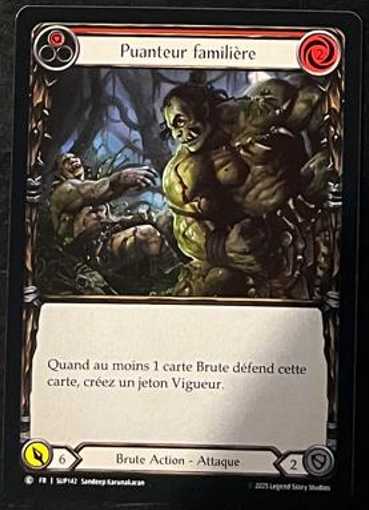 Puanteur familière
2
Quand au moins 1 carte Brute défend cette
carte, créez un jeton Vigueur.
6
Brute Action - Attaque
2
C FR | SUP142 Sandeep Karunakaran
© 2025 Legend Story Studios